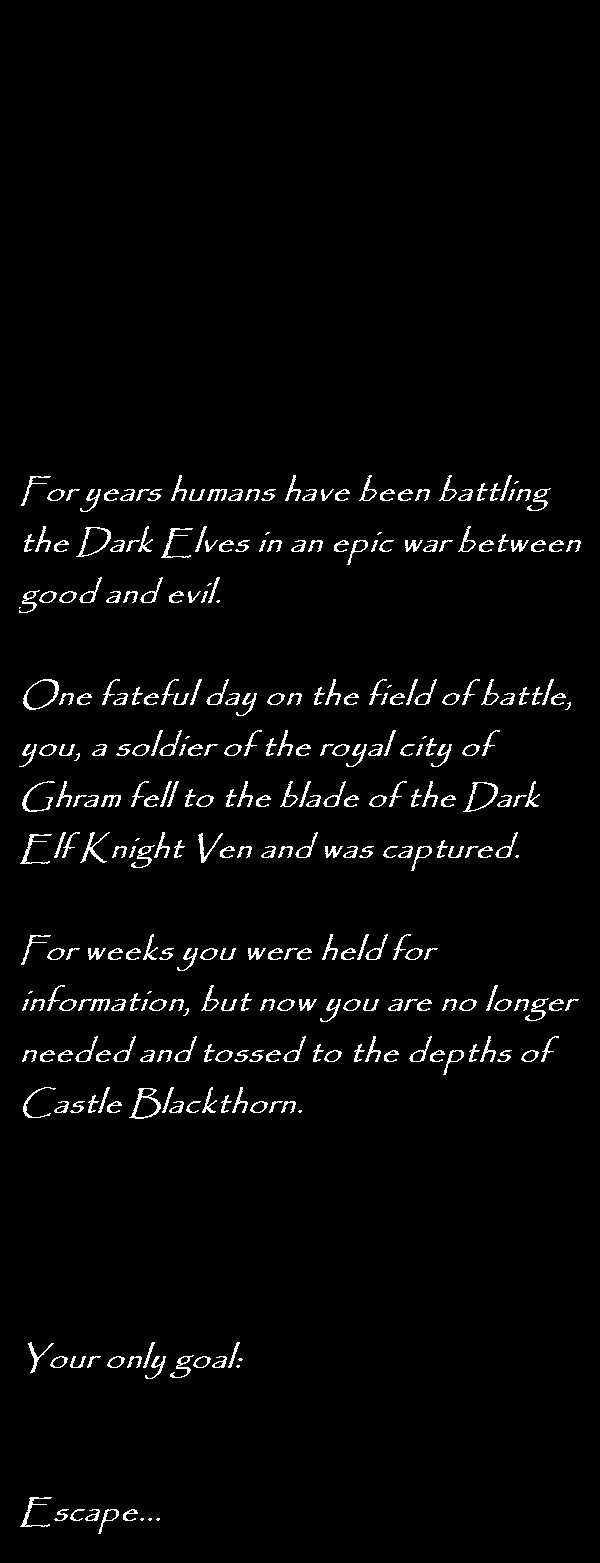 For years humans have been battling
the Dark Elves in an epic war between
good and evil.
One fateful day on the field of battle,
you, a soldier of the royal city of
Ghram fell to the blade of the Dark
Elf Knight Ven and was captured.
For weeks you were held for
information, but now you are no longer
needed and tossed to the depths of
Castle Blackthorn.
Your only goal:
Escape...